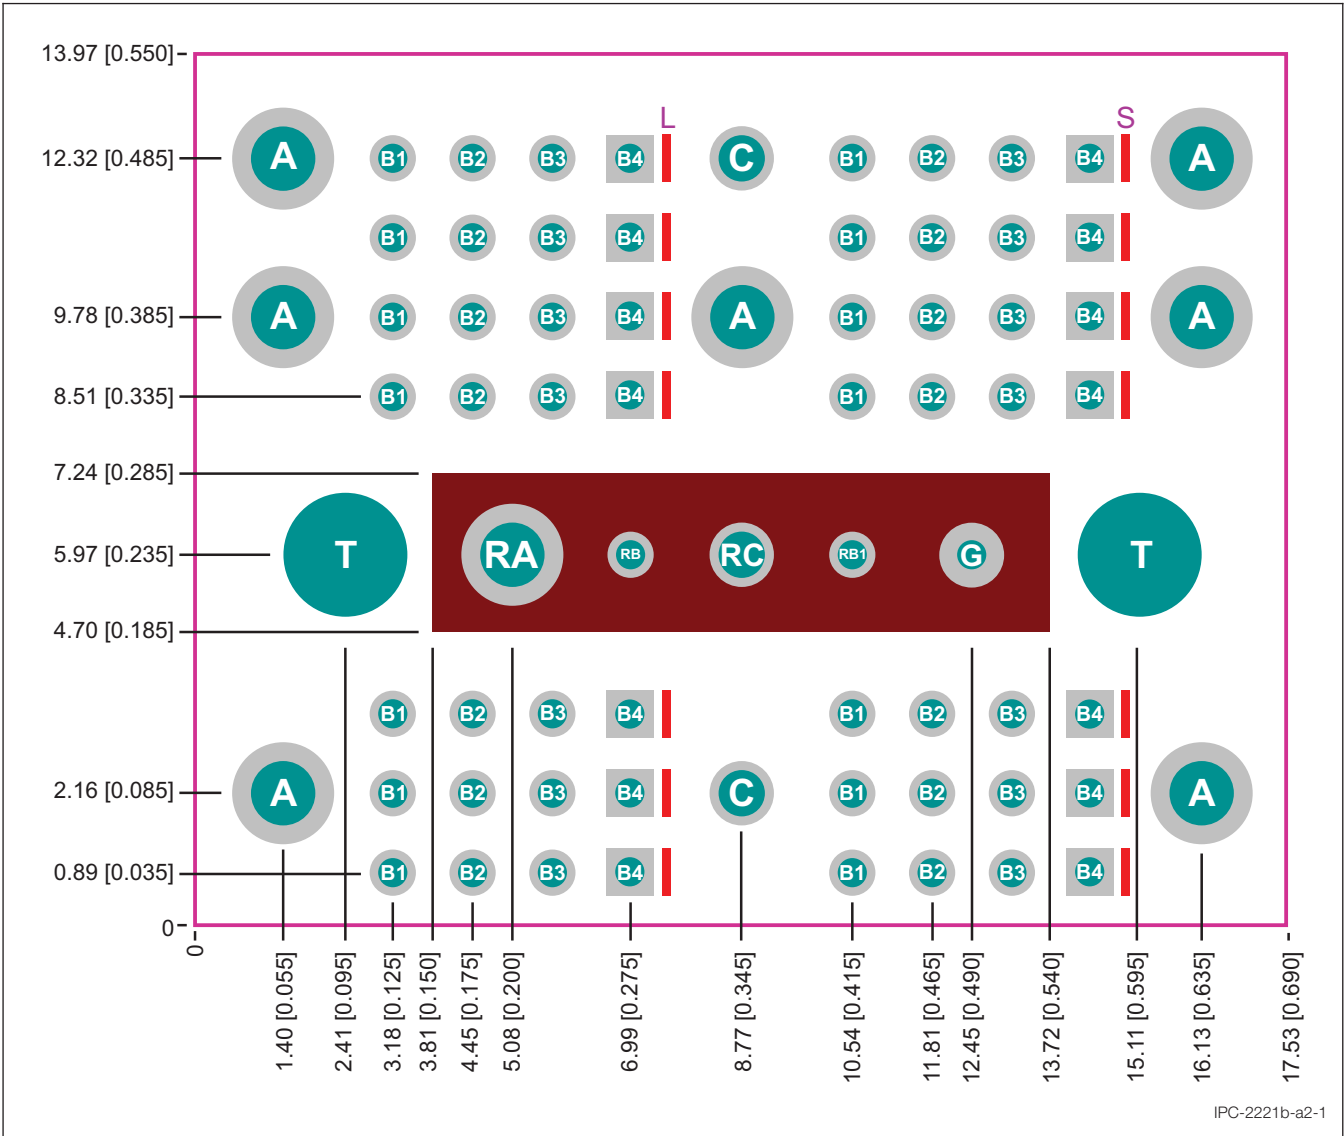 13.97 [0.550]
L S
12.32 [0.485] A B1 B2 B3 B4 C B1 B2 B3 B4 A
B1 B2 B3 B4 B1 B2 B3 B4
9.78 [0.385] A B1 B2 B3 B4 A B1 B2 B3 B4 A
8.51 [0.335] B1 B2 B3 B4 B1 B2 B3 B4
7.24 [0.285]
5.97 [0.235] T RA RB RC RB1 G T
4.70 [0.185]
B1 B2 B3 B4 B1 B2 B3 B4
2.16 [0.085] A B1 B2 B3 B4 C B1 B2 B3 B4 A
0.89 [0.035] B1 B2 B3 B4 B1 B2 B3 B4
0
0
1.40 [0.055]
2.41 [0.095]
3.18 [0.125]
3.81 [0.150]
4.45 [0.175]
5.08 [0.200]
6.99 [0.275]
8.77 [0.345]
10.54 [0.415]
11.81 [0.465]
12.45 [0.490]
13.72 [0.540]
15.11 [0.595]
16.13 [0.635]
17.53 [0.690]
IPC-2221b-a2-1